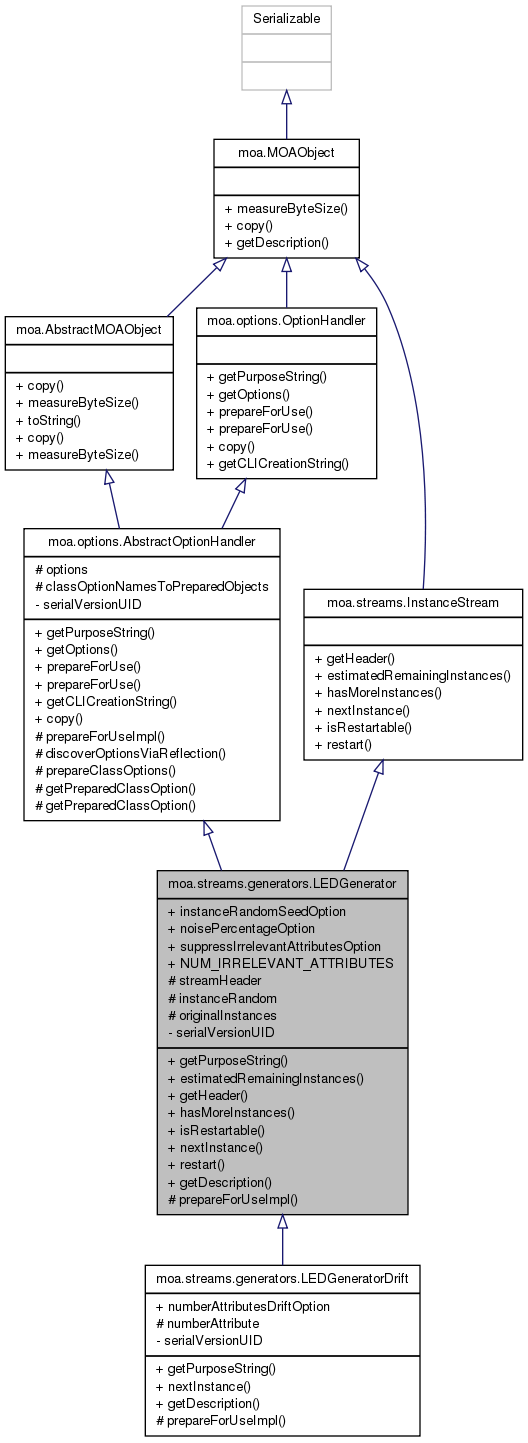 Serializable
moa.MOAObject
+ measureByteSize()
+ copy()
+ getDescription()
moa.AbstractMOAObject
+ copy()
+ measureByteSize()
+ toString()
+ copy()
+ measureByteSize()
moa.options.OptionHandler
+ getPurposeString()
+ getOptions()
+ prepareForUse()
+ prepareForUse()
+ copy()
+ getCLICreationString()
moa.options.AbstractOptionHandler
# options
# classOptionNamesToPreparedObjects
- serialVersionUID
+ getPurposeString()
+ getOptions()
+ prepareForUse()
+ prepareForUse()
+ getCLICreationString()
+ copy()
# prepareForUseImpl()
# discoverOptionsViaReflection()
# prepareClassOptions()
# getPreparedClassOption()
# getPreparedClassOption()
moa.streams.InstanceStream
+ getHeader()
+ estimatedRemainingInstances()
+ hasMoreInstances()
+ nextInstance()
+ isRestartable()
+ restart()
moa.streams.generators.LEDGenerator
+ instanceRandomSeedOption
+ noisePercentageOption
+ suppressIrrelevantAttributesOption
+ NUM_IRRELEVANT_ATTRIBUTES
# streamHeader
# instanceRandom
# originalInstances
- serialVersionUID
+ getPurposeString()
+ estimatedRemainingInstances()
+ getHeader()
+ hasMoreInstances()
+ isRestartable()
+ nextInstance()
+ restart()
+ getDescription()
# prepareForUseImpl()
moa.streams.generators.LEDGeneratorDrift
+ numberAttributesDriftOption
# numberAttribute
- serialVersionUID
+ getPurposeString()
+ nextInstance()
+ getDescription()
# prepareForUseImpl()